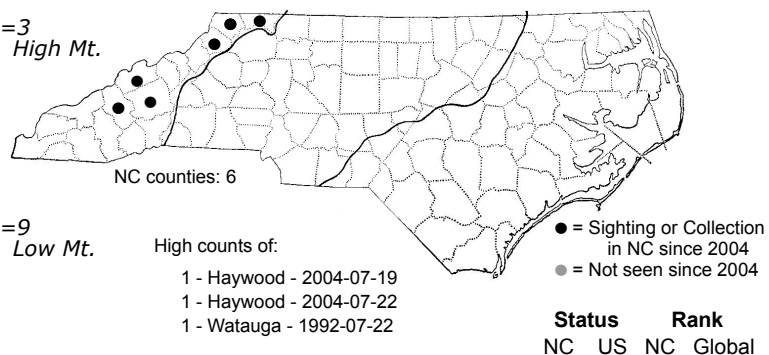 =3
High Mt.
NC counties: 6
=9
Low Mt.
High counts of:
1 - Haywood - 2004-07-19
1 - Haywood - 2004-07-22
1 - Watauga - 1992-07-22
● = Sighting or Collection
in NC since 2004
● = Not seen since 2004
Status Rank
NC US NC Global